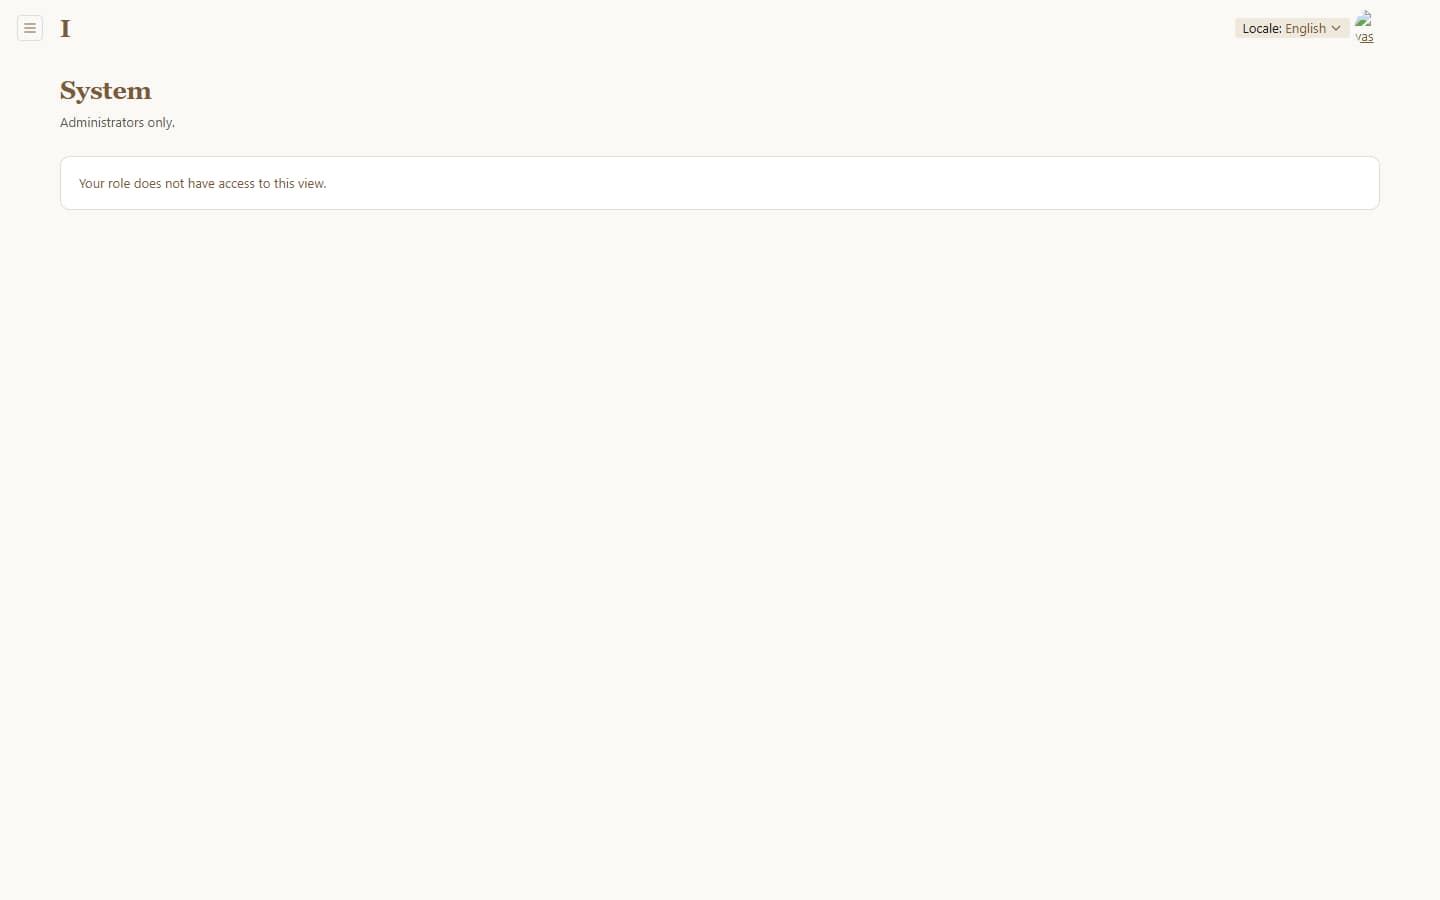 I
Locale: English
vas
System
Administrators only.
Your role does not have access to this view.